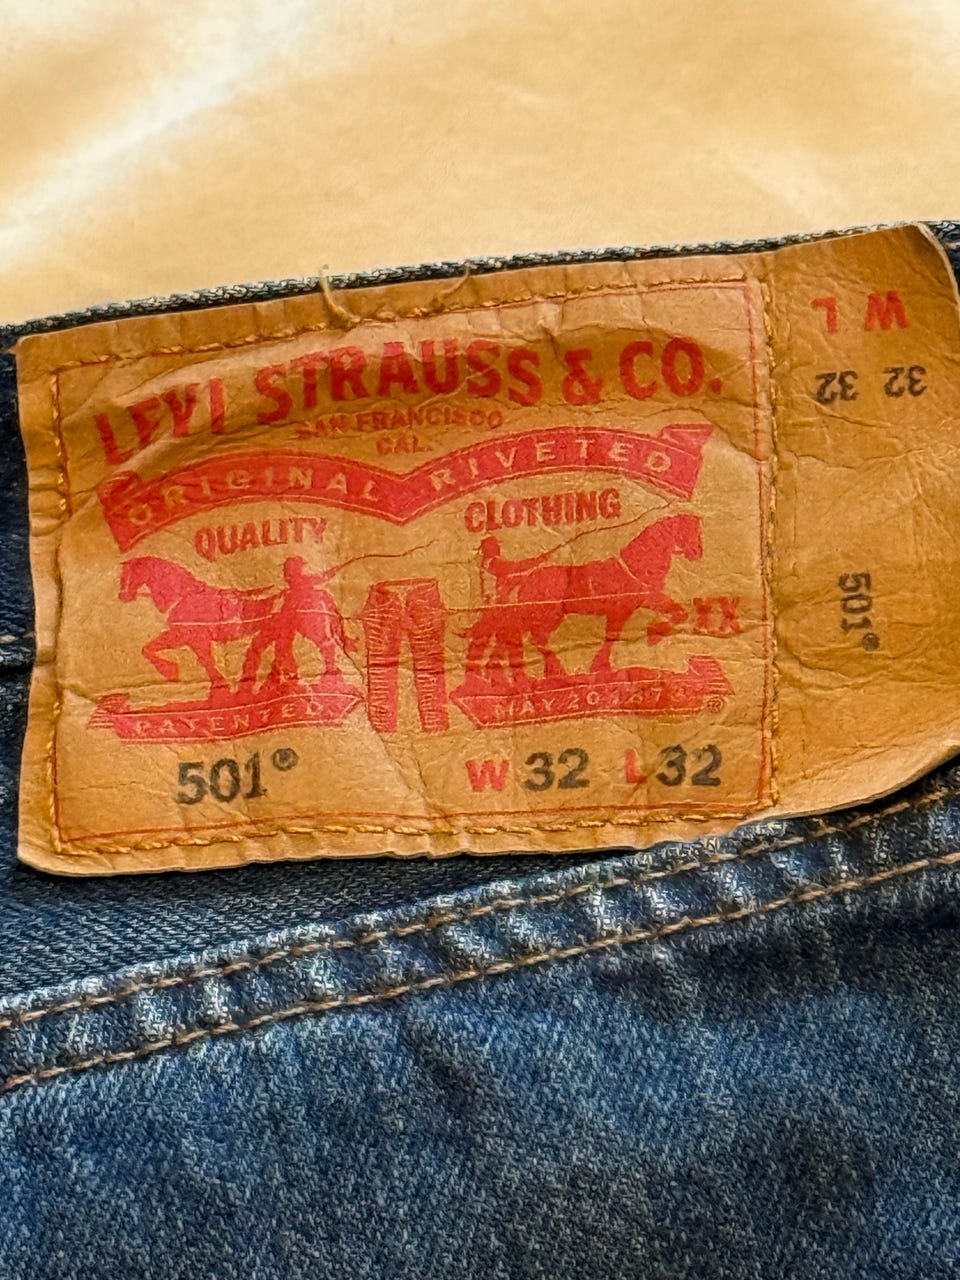 LEVI STRAUSS & CO.
SAN FRANCISCO
CAL.
ORIGINAL RIVETED
QUALITY CLOTHING
XX
PATENTED MAY 20 1873 ®
501® W 32 L 32
W L
32 32
501®